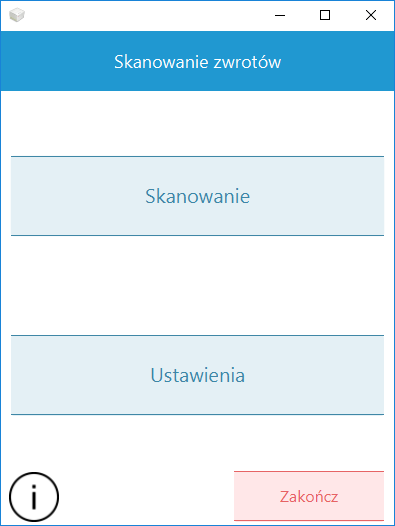 Skanowanie zwrotów
Skanowanie
Ustawienia
i
Zakończ